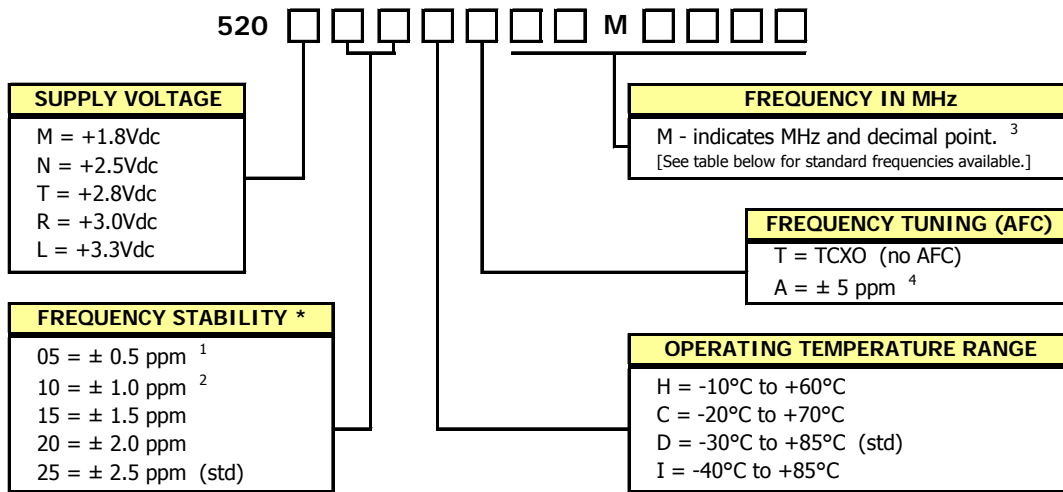 520 M
SUPPLY VOLTAGE
M = +1.8Vdc
N = +2.5Vdc
T = +2.8Vdc
R = +3.0Vdc
L = +3.3Vdc
FREQUENCY IN MHz
M - indicates MHz and decimal point. 3
[See table below for standard frequencies available.]
FREQUENCY TUNING (AFC)
T = TCXO (no AFC)
A = ± 5 ppm 4
FREQUENCY STABILITY *
05 = ± 0.5 ppm 1
10 = ± 1.0 ppm 2
15 = ± 1.5 ppm
20 = ± 2.0 ppm
25 = ± 2.5 ppm (std)
OPERATING TEMPERATURE RANGE
H = -10°C to +60°C
C = -20°C to +70°C
D = -30°C to +85°C (std)
I = -40°C to +85°C